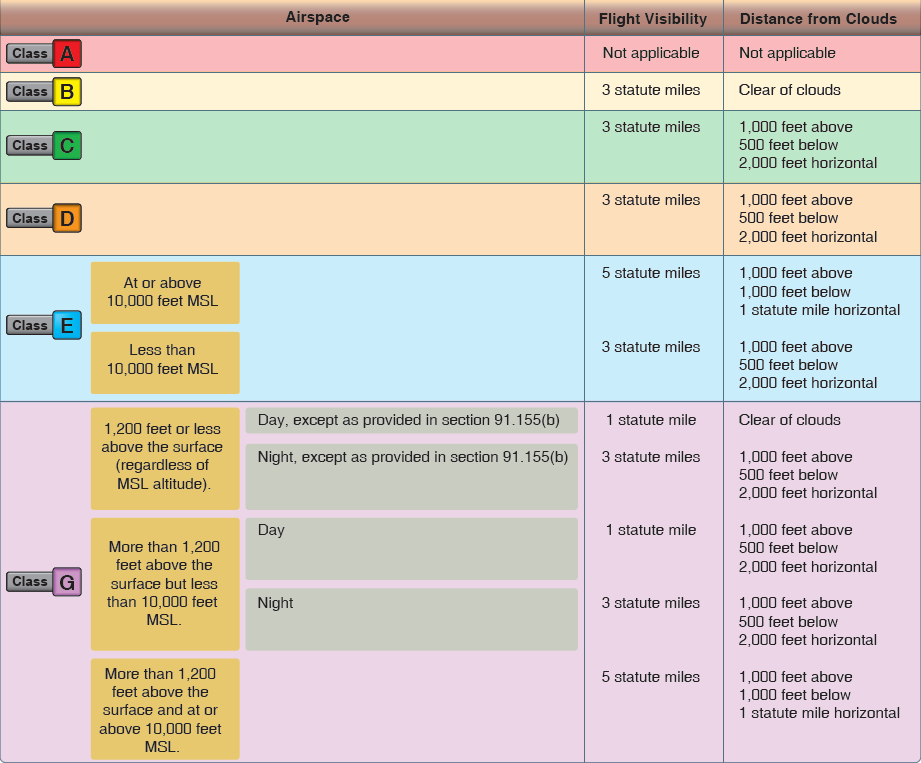 Airspace Flight Visibility Distance from Clouds
Class A Not applicable Not applicable
Class B 3 statute miles Clear of clouds
Class C 3 statute miles 1,000 feet above
500 feet below
2,000 feet horizontal
Class D 3 statute miles 1,000 feet above
500 feet below
2,000 feet horizontal
Class E
At or above
10,000 feet MSL
5 statute miles
1,000 feet above
1,000 feet below
1 statute mile horizontal
Less than
10,000 feet MSL
3 statute miles
1,000 feet above
500 feet below
2,000 feet horizontal
Class G
1,200 feet or less
above the surface
(regardless of
MSL altitude).
Day, except as provided in section 91.155(b)
1 statute mile
Clear of clouds
Night, except as provided in section 91.155(b)
3 statute miles
1,000 feet above
500 feet below
2,000 feet horizontal
More than 1,200
feet above the
surface but less
than 10,000 feet
MSL.
Day
1 statute mile
1,000 feet above
500 feet below
2,000 feet horizontal
Night
3 statute miles
1,000 feet above
500 feet below
2,000 feet horizontal
More than 1,200
feet above the
surface and at or
above 10,000 feet
MSL.
5 statute miles
1,000 feet above
1,000 feet below
1 statute mile horizontal